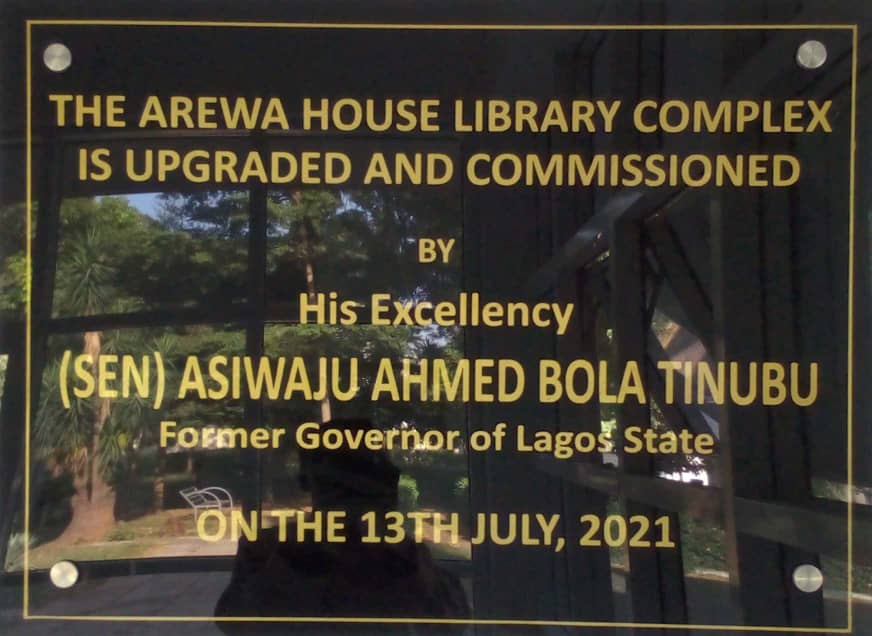 THE AREWA HOUSE LIBRARY COMPLEX
IS UPGRADED AND COMMISSIONED
BY
His Excellency
(SEN) ASIWAJU AHMED BOLA TINUBU
Former Governor of Lagos State
ON THE 13TH JULY, 2021